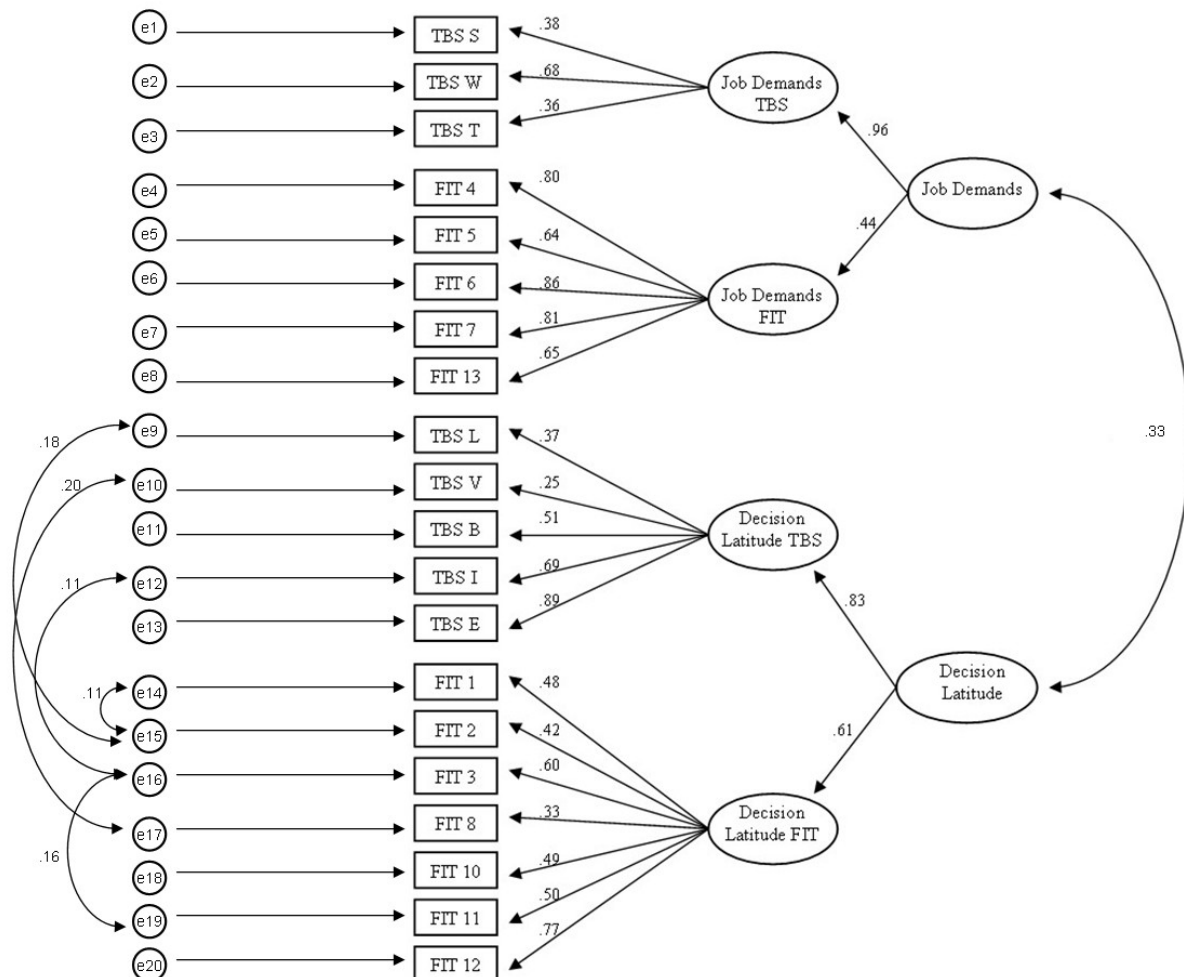 e1
TBS S
.38
e2
TBS W
.68
Job Demands
TBS
e3
TBS T
.36
.96
e4
FIT 4
.80
Job Demands
e5
FIT 5
.64
.44
e6
FIT 6
.86
Job Demands
FIT
e7
FIT 7
.81
e8
FIT 13
.65
.33
.18
e9
TBS L
.37
.20
e10
TBS V
.25
e11
TBS B
.51
Decision
Latitude TBS
.11
e12
TBS I
.69
e13
TBS E
.89
.83
.11
e14
FIT 1
.48
Decision
Latitude
e15
FIT 2
.42
.61
e16
FIT 3
.60
e17
FIT 8
.33
Decision
Latitude FIT
.16
e18
FIT 10
.49
e19
FIT 11
.50
e20
FIT 12
.77